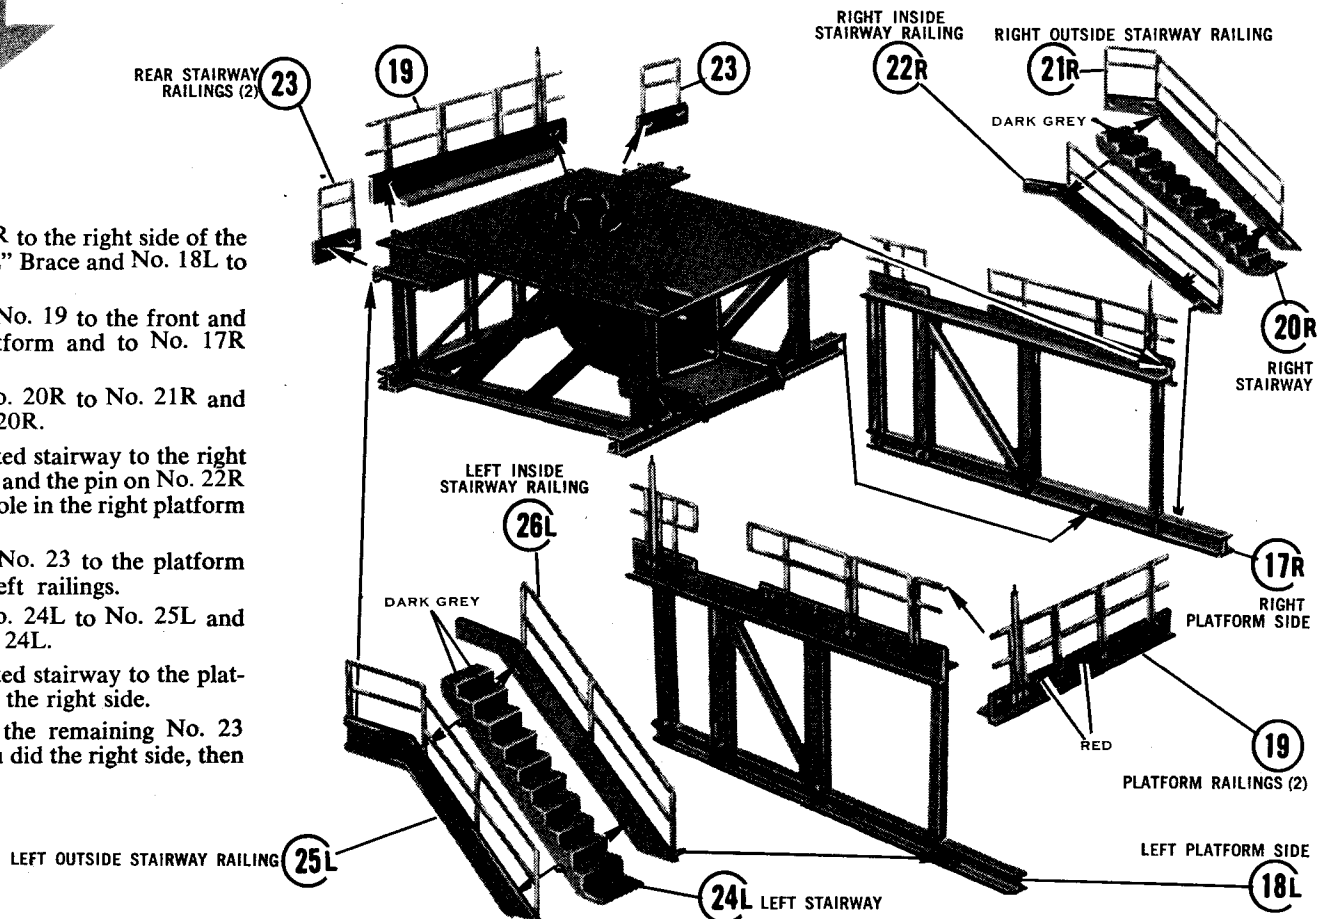 R to the right side of the
" Brace and No. 18L to
No. 19 to the front and
tform and to No. 17R
o. 20R to No. 21R and
20R.
ted stairway to the right
and the pin on No. 22R
ole in the right platform
No. 23 to the platform
eft railings.
o. 24L to No. 25L and
24L.
ted stairway to the plat-
the right side.
the remaining No. 23
u did the right side, then
REAR STAIRWAY
RAILINGS (2)
23
19
23
RIGHT INSIDE
STAIRWAY RAILING
22R
RIGHT OUTSIDE STAIRWAY RAILING
21R
DARK GREY
20R
RIGHT
STAIRWAY
LEFT INSIDE
STAIRWAY RAILING
26L
DARK GREY
17R
RIGHT
PLATFORM SIDE
RED
19
PLATFORM RAILINGS (2)
LEFT OUTSIDE STAIRWAY RAILING
25L
24L LEFT STAIRWAY
LEFT PLATFORM SIDE
18L